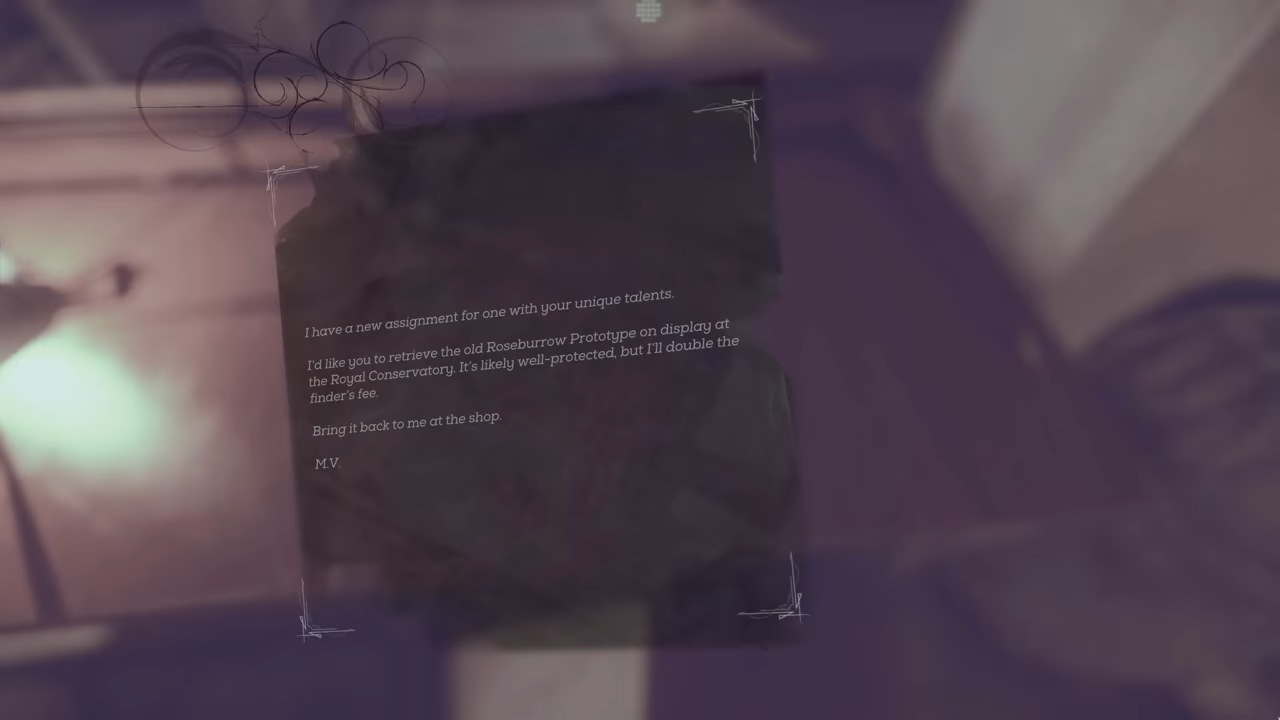 I have a new assignment for one with your unique talents.
I'd like you to retrieve the old Roseburrow Prototype on display at
the Royal Conservatory. It's likely well-protected, but I'll double the
finder's fee.
Bring it back to me at the shop.
M.V.